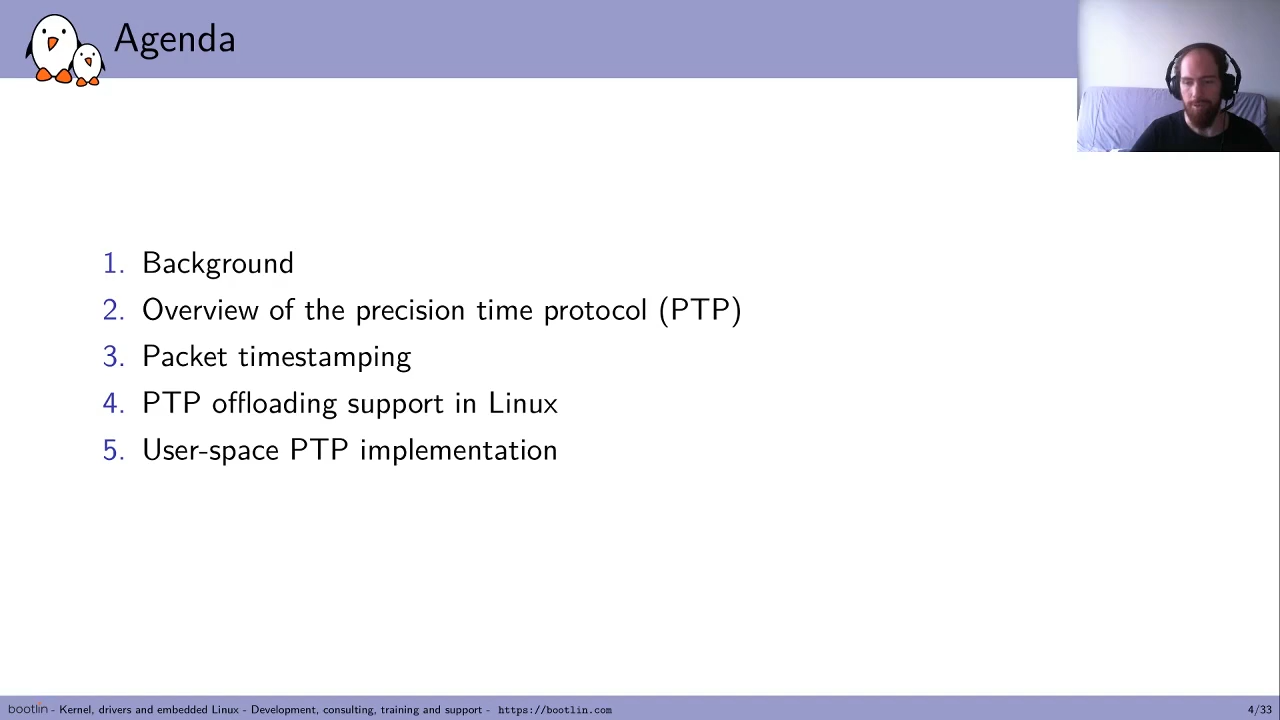 Agenda
1. Background
2. Overview of the precision time protocol (PTP)
3. Packet timestamping
4. PTP offloading support in Linux
5. User-space PTP implementation
bootlin - Kernel, drivers and embedded Linux - Development, consulting, training and support - https://bootlin.com
4/33